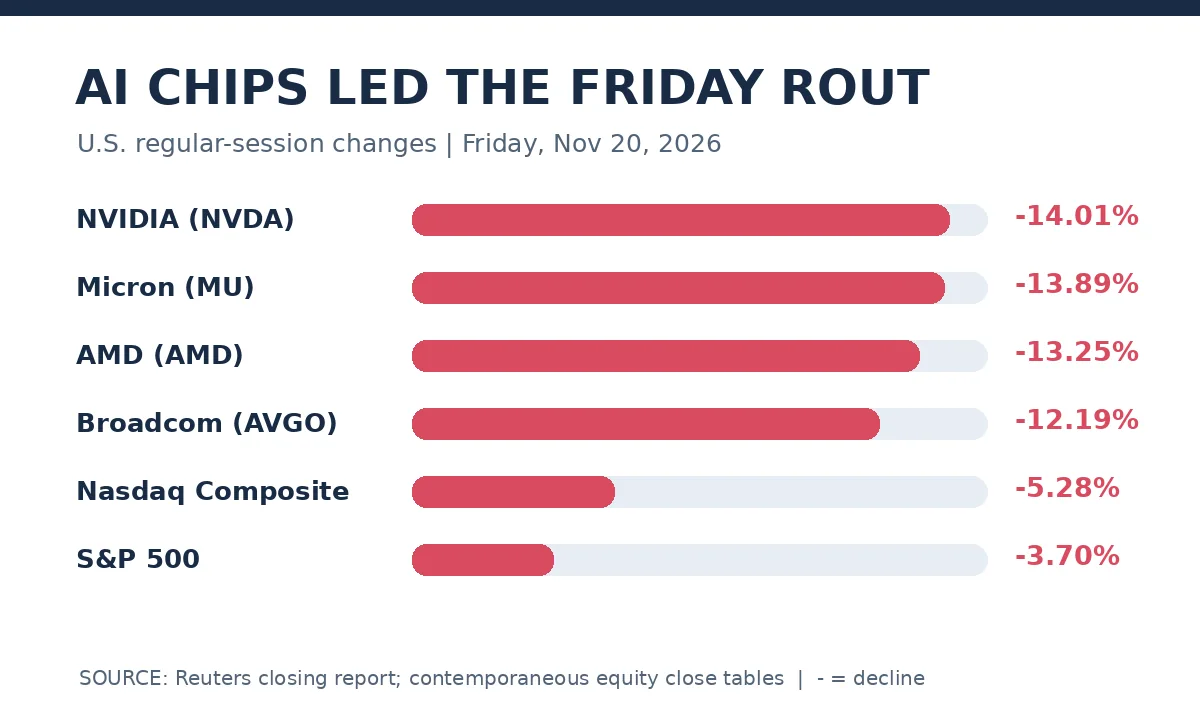 AI CHIPS LED THE FRIDAY ROUT
U.S. regular-session changes | Friday, Nov 20, 2026
NVIDIA (NVDA) -14.01%
Micron (MU) -13.89%
AMD (AMD) -13.25%
Broadcom (AVGO) -12.19%
Nasdaq Composite -5.28%
S&P 500 -3.70%
SOURCE: Reuters closing report; contemporaneous equity close tables | - = decline